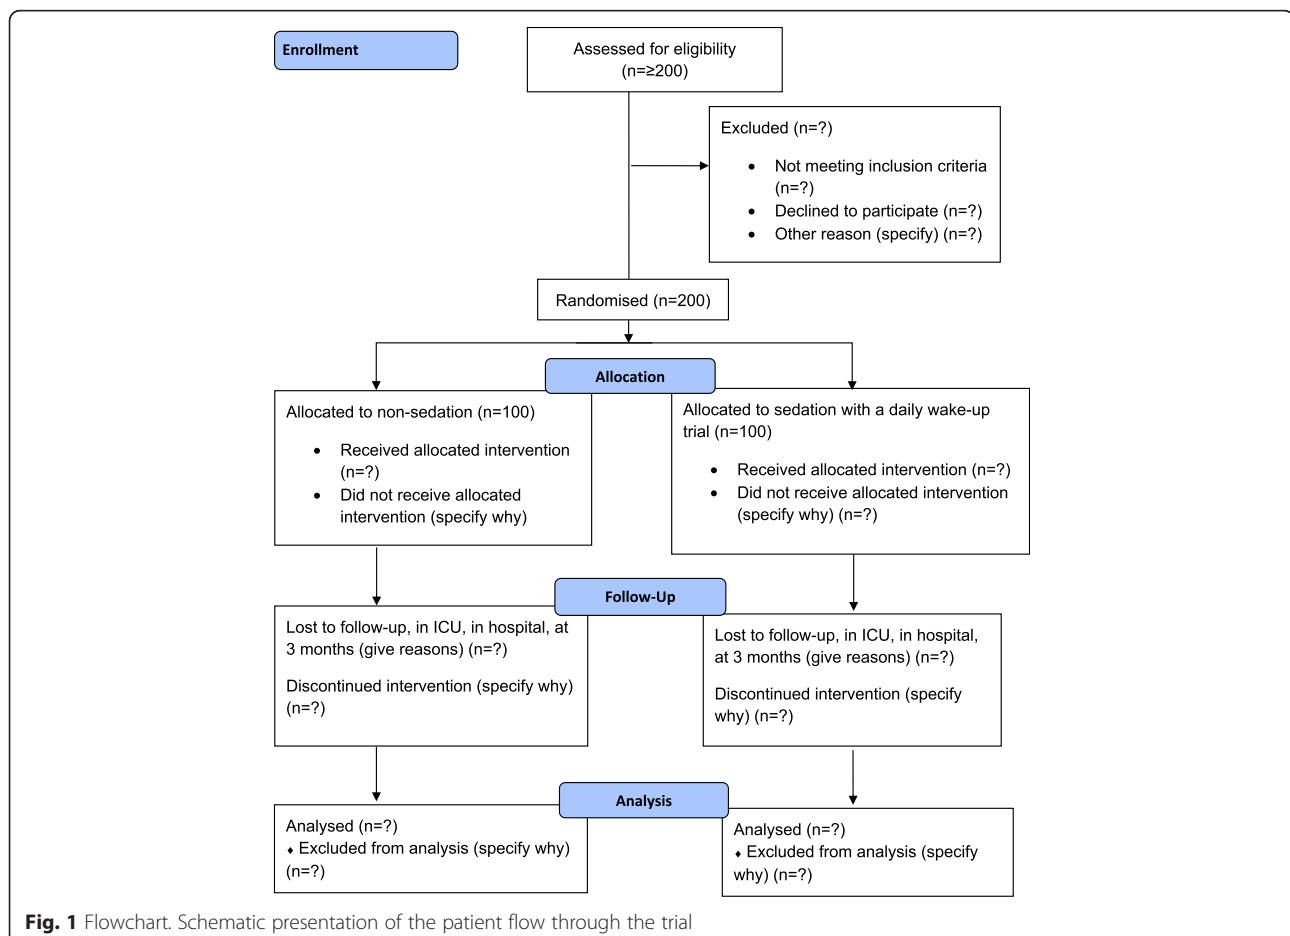 Enrollment
Assessed for eligibility
(n=≥200)
Excluded (n=?)
• Not meeting inclusion criteria
(n=?)
• Declined to participate (n=?)
• Other reason (specify) (n=?)
Randomised (n=200)
Allocation
Allocated to non-sedation (n=100)
• Received allocated intervention
(n=?)
• Did not receive allocated
intervention (specify why)
Allocated to sedation with a daily wake-up
trial (n=100)
• Received allocated intervention (n=?)
• Did not receive allocated intervention
(specify why) (n=?)
Follow-Up
Lost to follow-up, in ICU, in hospital, at
3 months (give reasons) (n=?)
Discontinued intervention (specify why)
(n=?)
Lost to follow-up, in ICU, in hospital,
at 3 months (give reasons) (n=?)
Discontinued intervention (specify
why) (n=?)
Analysis
Analysed (n=?)
♦ Excluded from analysis (specify why)
(n=?)
Analysed (n=?)
♦ Excluded from analysis (specify
why) (n=?)
Fig. 1 Flowchart. Schematic presentation of the patient flow through the trial